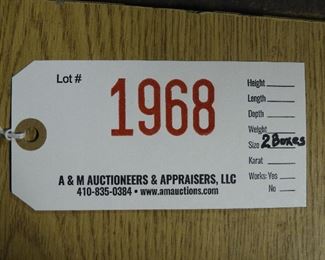 Lot #
1968
Height
Length
Depth
Weight
Size 2 Boxes
Karat
Works: Yes
No
A & M AUCTIONEERS & APPRAISERS, LLC
410-835-0384 • www.amauctions.com